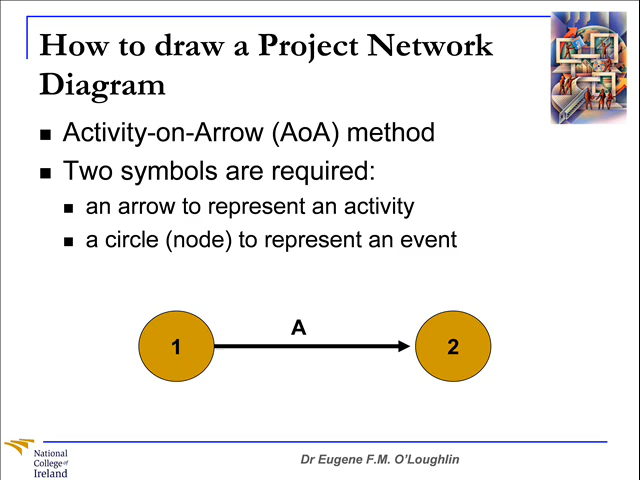 How to draw a Project Network
Diagram
Activity-on-Arrow (AoA) method
Two symbols are required:
an arrow to represent an activity
a circle (node) to represent an event
A
1
2
National
College of
Ireland
Dr Eugene F.M. O'Loughlin